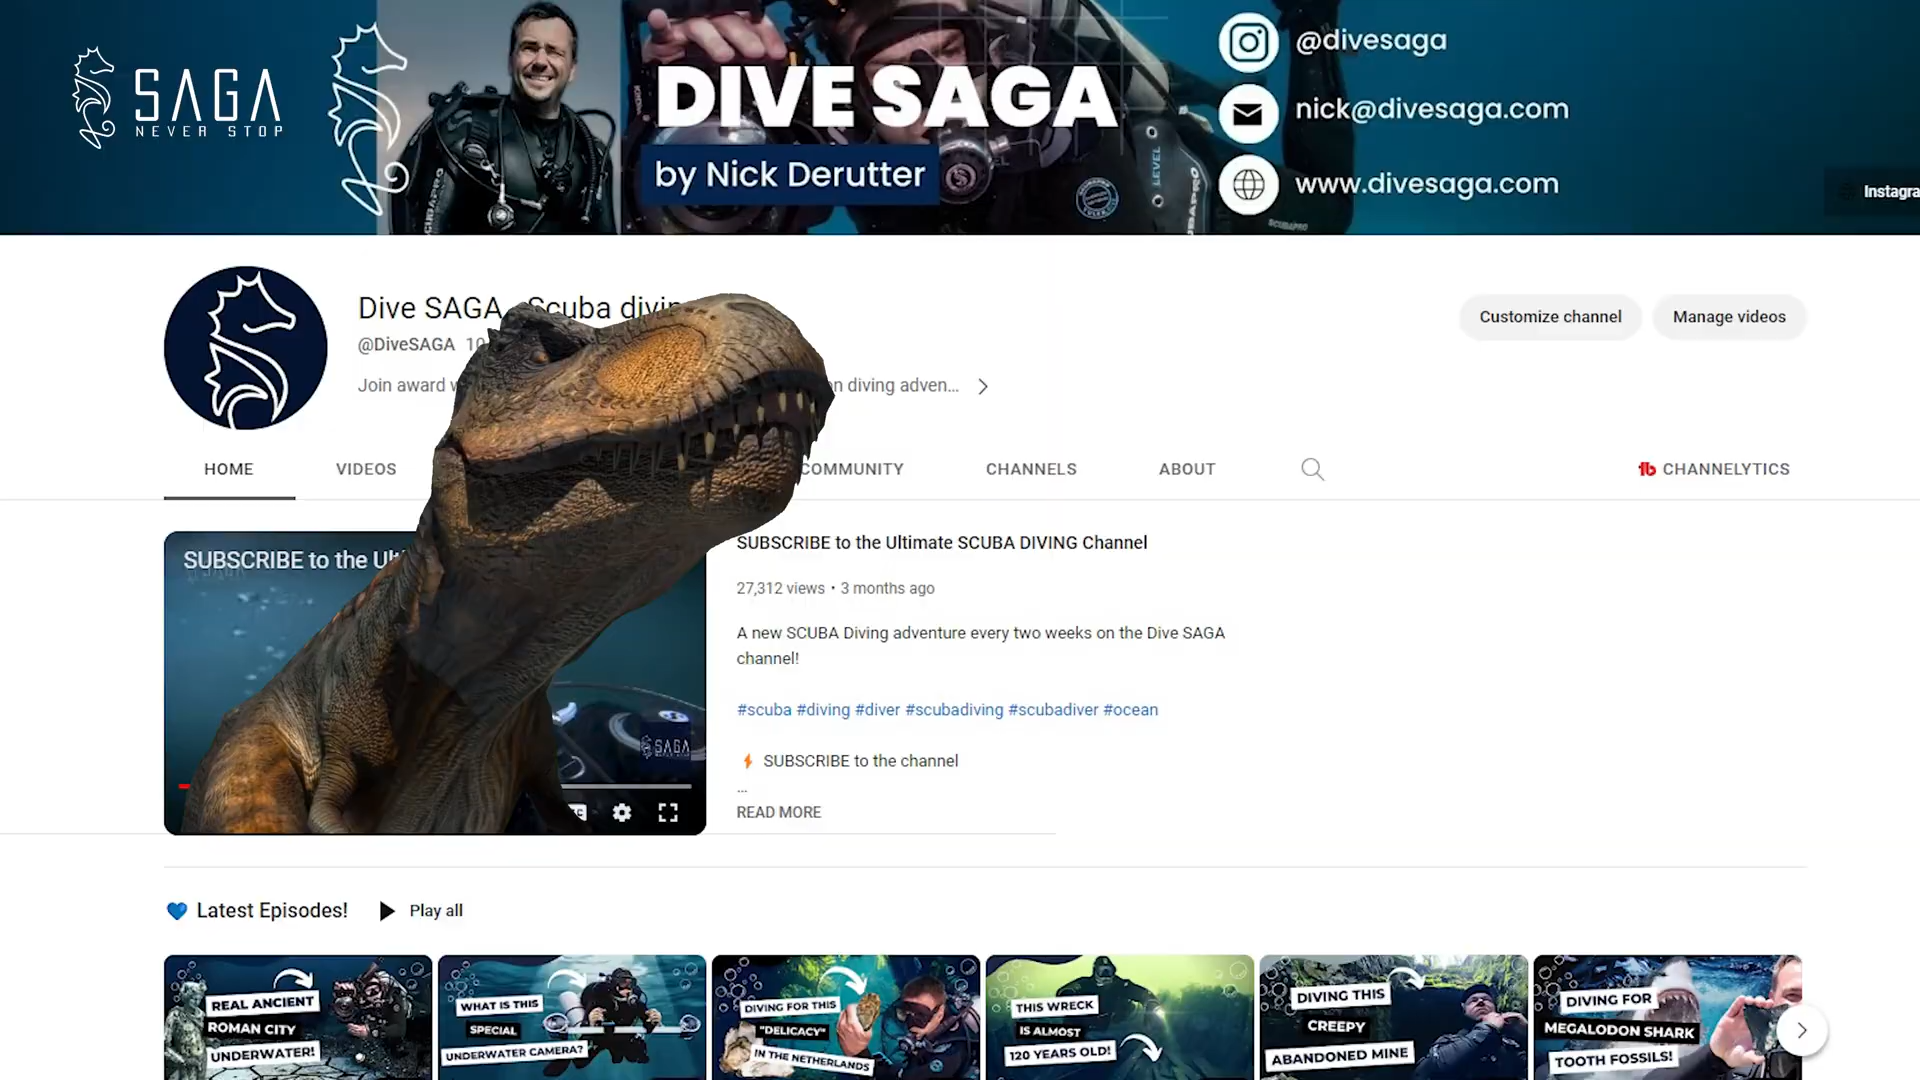 SAGA
NEVER STOP
DIVE SAGA
by Nick Derutter
@divesaga
nick@divesaga.com
www.divesaga.com
SCUBAPRO
LEVEL
Dive SAGA - Scuba
@DiveSAGA
Join award
diving adven...
Customize channel
Manage videos
HOME
VIDEOS
COMMUNITY
CHANNELS
ABOUT
CHANNELYTICS
SUBSCRIBE to the
SAGA
SUBSCRIBE to the Ultimate SCUBA DIVING Channel
27,312 views • 3 months ago
A new SCUBA Diving adventure every two weeks on the Dive SAGA
channel!
#scuba #diving #diver #scubadiving #scubadiver #ocean
SUBSCRIBE to the channel
...
READ MORE
Latest Episodes!
Play all
REAL ANCIENT
ROMAN CITY
UNDERWATER!
WHAT IS THIS
SPECIAL
UNDERWATER CAMERA?
DIVING FOR THIS
"DELICACY"
IN THE NETHERLANDS
THIS WRECK
IS ALMOST
120 YEARS OLD!
DIVING THIS
CREEPY
ABANDONED MINE
DIVING FOR
MEGALODON SHARK
TOOTH FOSSILS!